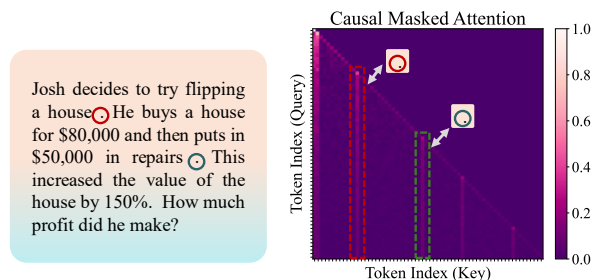 Josh decides to try flipping
a house. He buys a house
for $80,000 and then puts in
$50,000 in repairs . This
increased the value of the
house by 150%. How much
profit did he make?
Causal Masked Attention
Token Index (Query)
Token Index (Key)
1.0
0.8
0.6
0.4
0.2
0.0